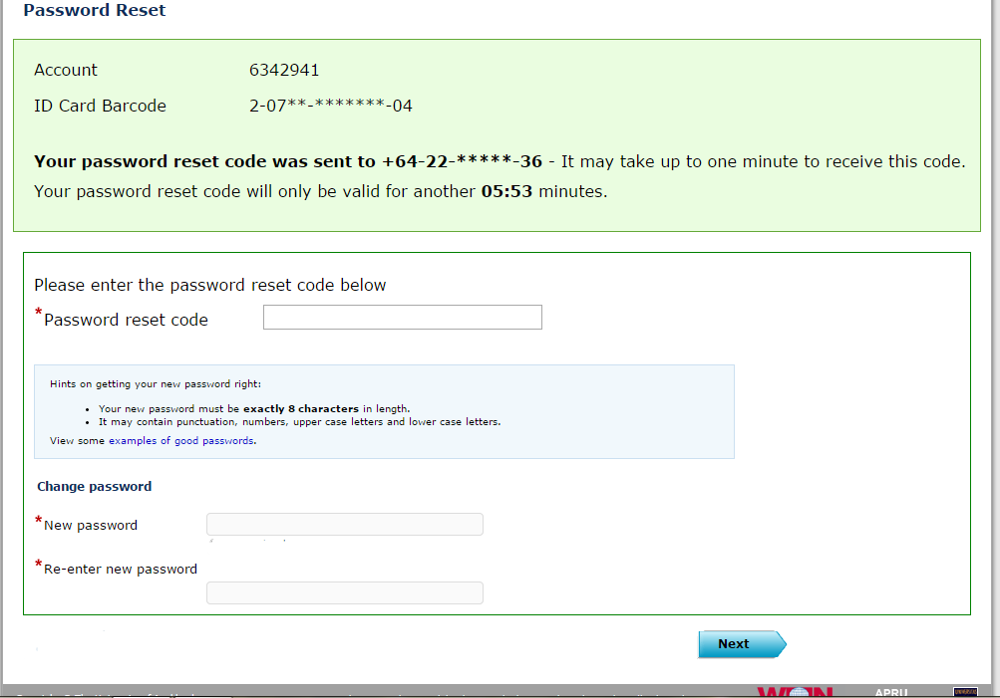 Password Reset
Account 6342941
ID Card Barcode 2-07**-*******-04
Your password reset code was sent to +64-22-*****-36 - It may take up to one minute to receive this code.
Your password reset code will only be valid for another 05:53 minutes.
Please enter the password reset code below
*Password reset code
Hints on getting your new password right:
• Your new password must be exactly 8 characters in length.
• It may contain punctuation, numbers, upper case letters and lower case letters.
View some examples of good passwords.
Change password
*New password
*Re-enter new password
Next